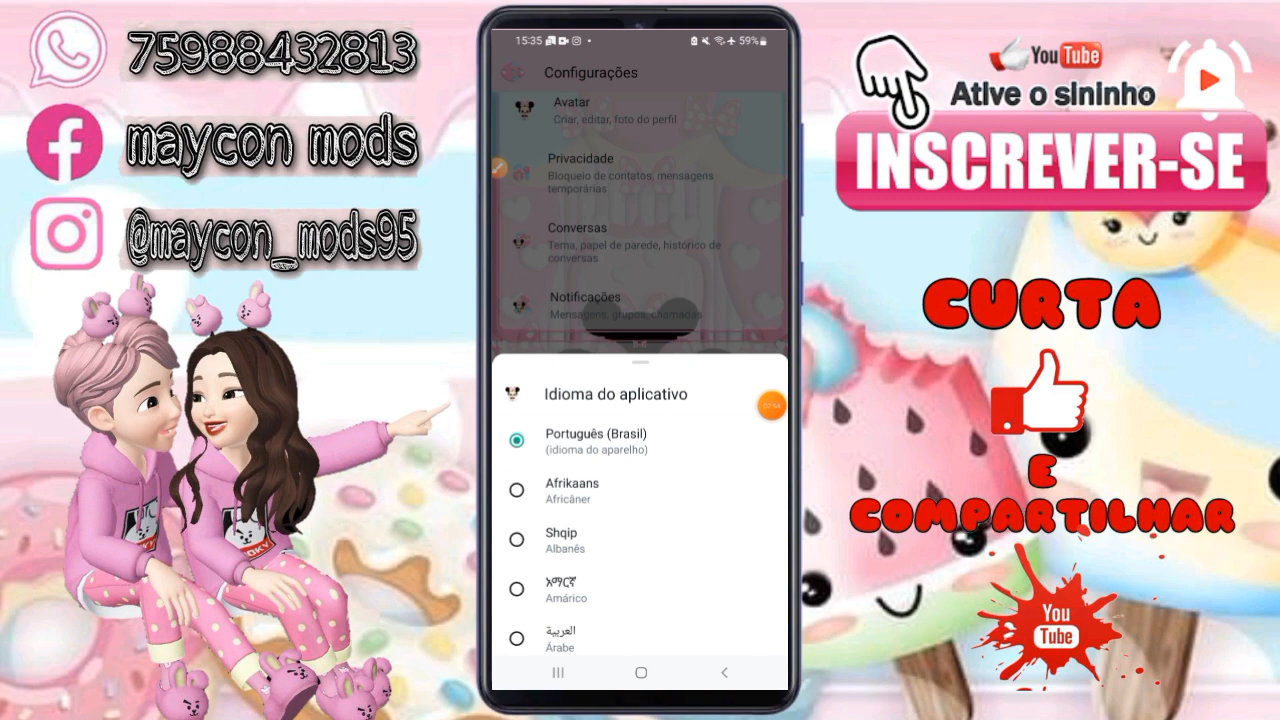 75988432813
maycon mods
@maycon_mods95
15:35
59%
Configurações
Avatar
Criar, editar, foto do perfil
Privacidade
Bloqueio de contatos, mensagens
temporárias
Conversas
Tema, papel de parede, histórico de
conversas
Notificações
Mensagens, grupos, chamadas
Idioma do aplicativo
07:54
Português (Brasil)
(idioma do aparelho)
Afrikaans
Africâner
Shqip
Albanês
አማርኛ
Amárico
العربية
Árabe
YouTube
Ative o sininho
INSCREVER-SE
CURTA
E
COMPARTILHAR
You
Tube